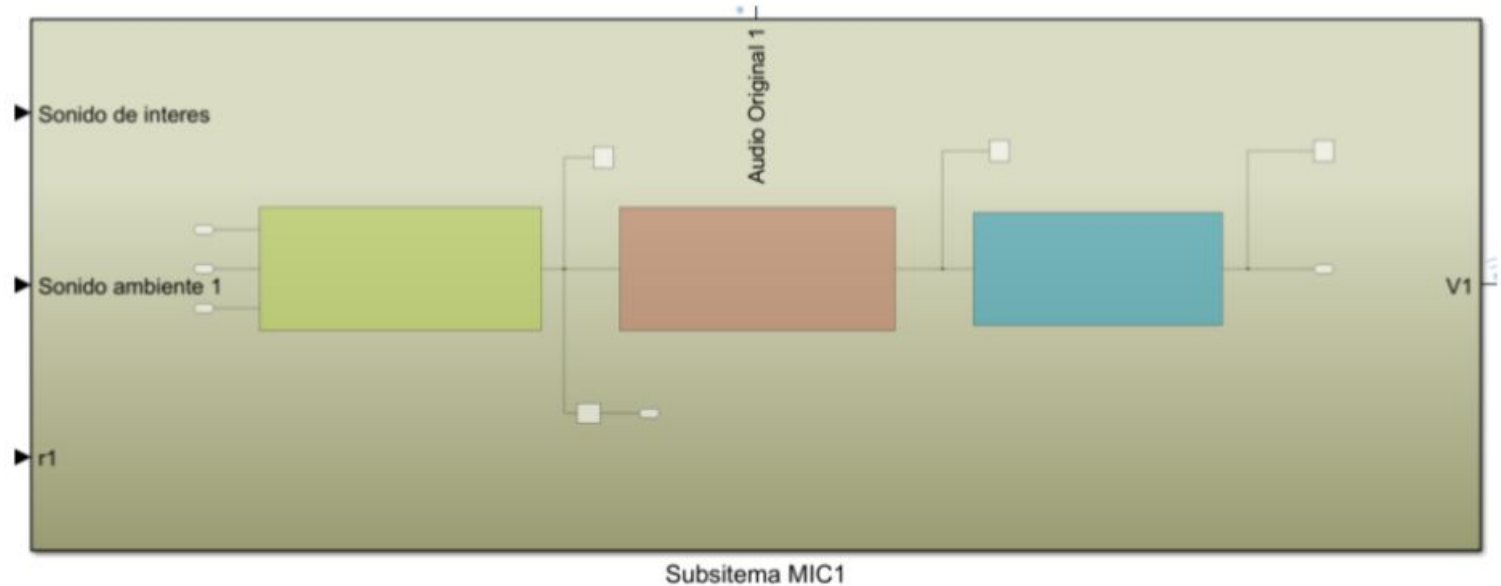 Audio Original 1
Sonido de interes
Sonido ambiente 1
V1
r1
Subsitema MIC1